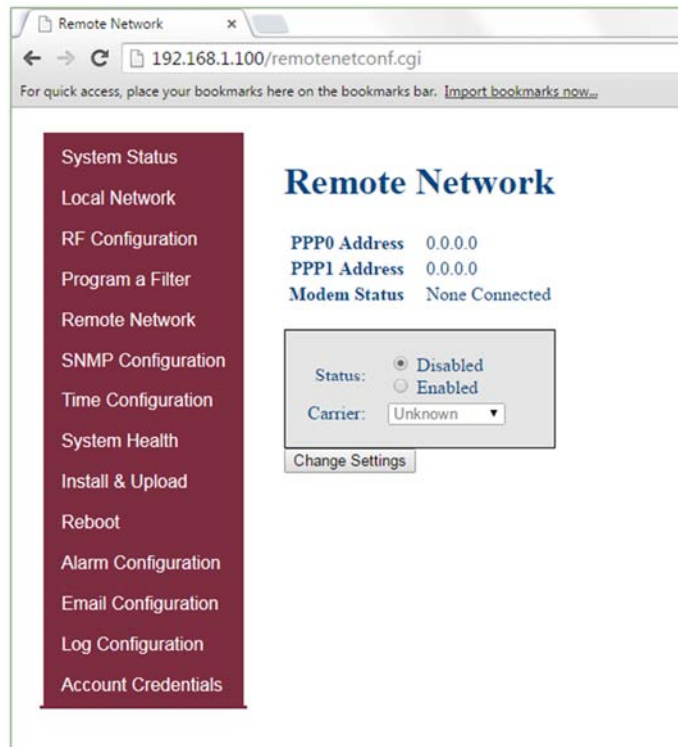 Remote Network ×
192.168.1.100/remotenetconf.cgi
For quick access, place your bookmarks here on the bookmarks bar. Import bookmarks now...
System Status
Local Network
RF Configuration
Program a Filter
Remote Network
SNMP Configuration
Time Configuration
System Health
Install & Upload
Reboot
Alarm Configuration
Email Configuration
Log Configuration
Account Credentials
Remote Network
PPP0 Address 0.0.0.0
PPP1 Address 0.0.0.0
Modem Status None Connected
Status: Disabled
Enabled
Carrier: Unknown
Change Settings